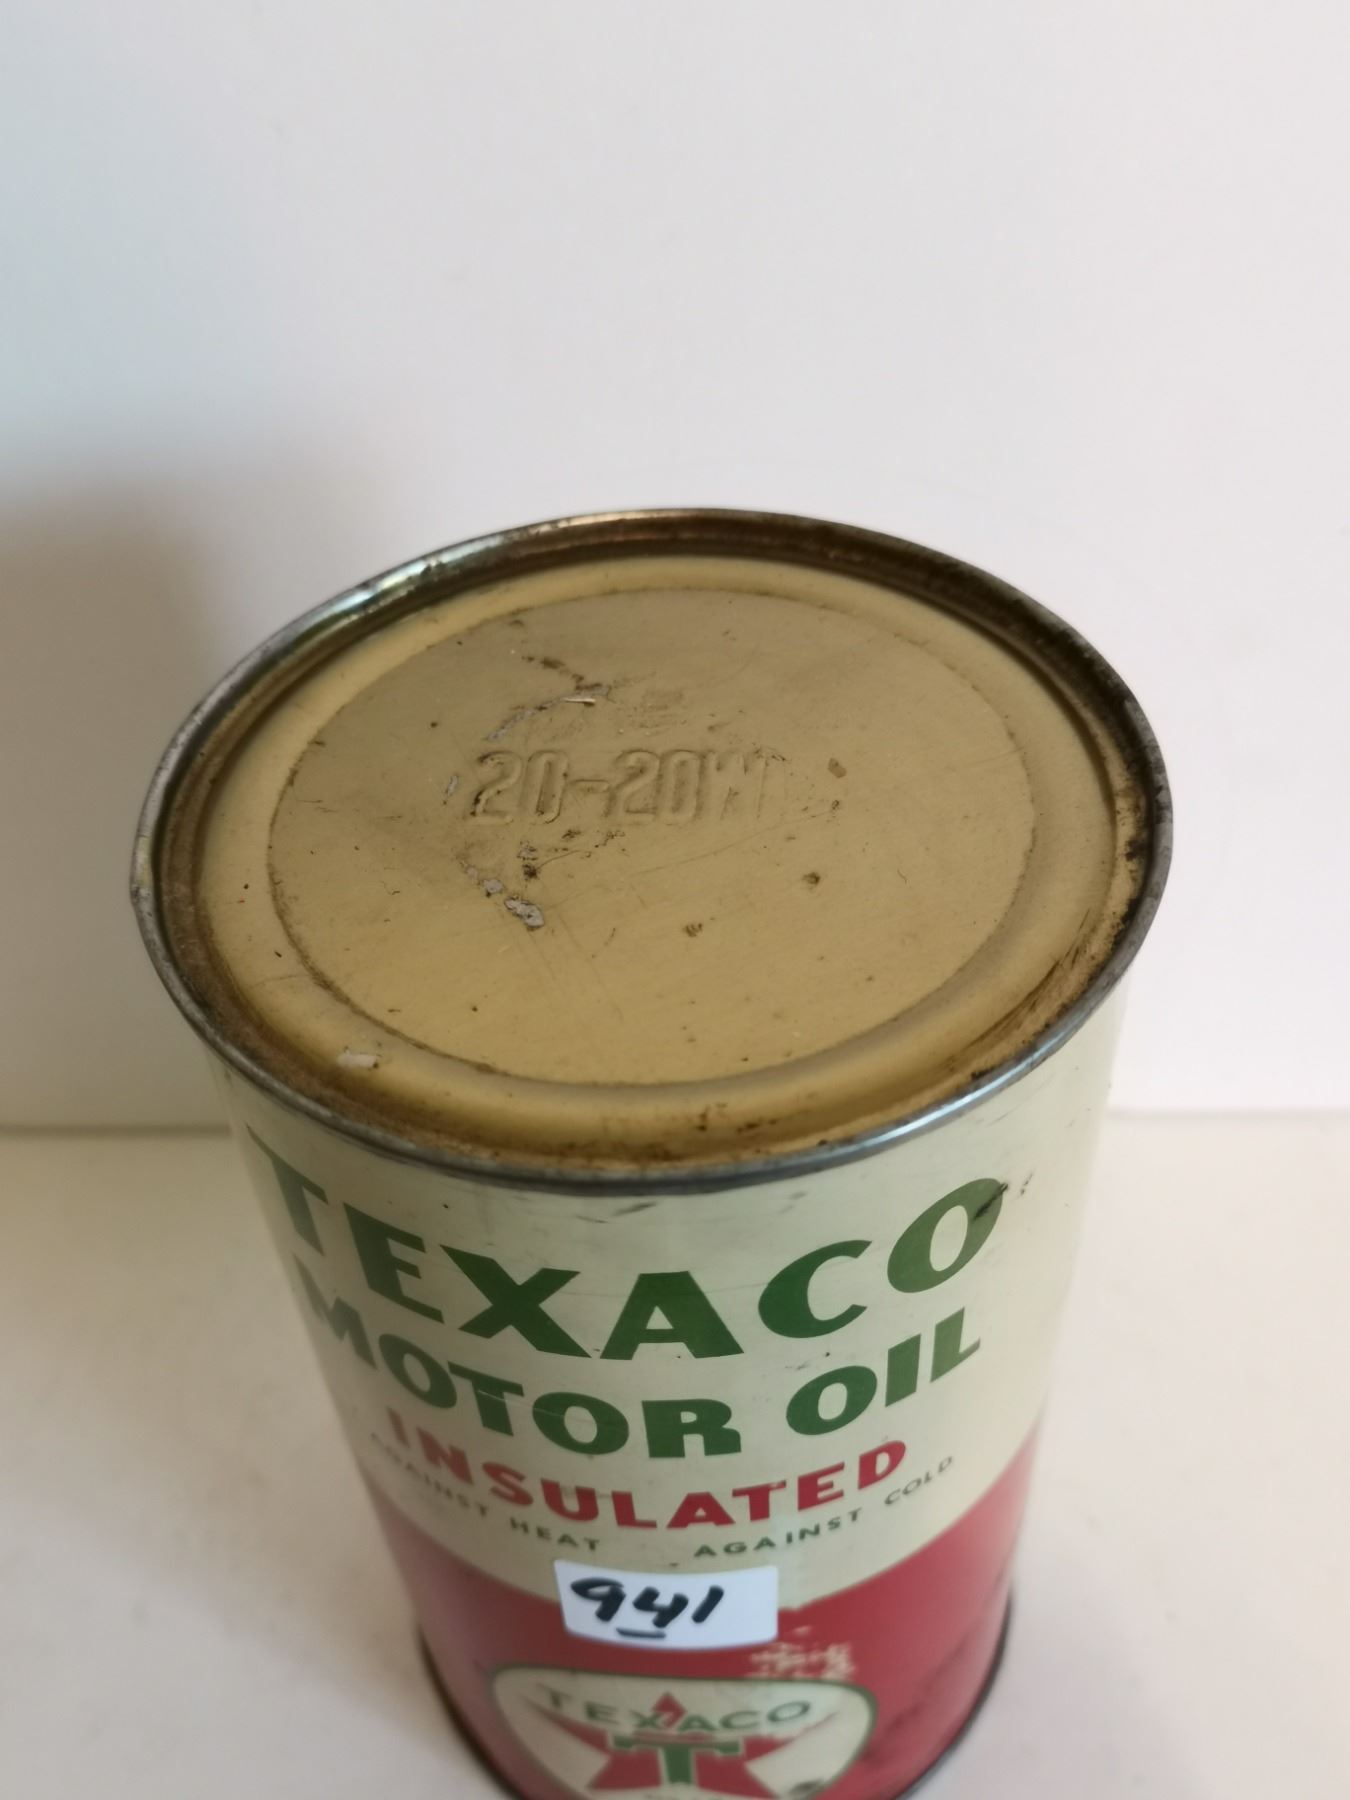 20-20W
TEXACO
MOTOR OIL
INSULATED
AGAINST HEAT AGAINST COLD
941
TEXACO
T